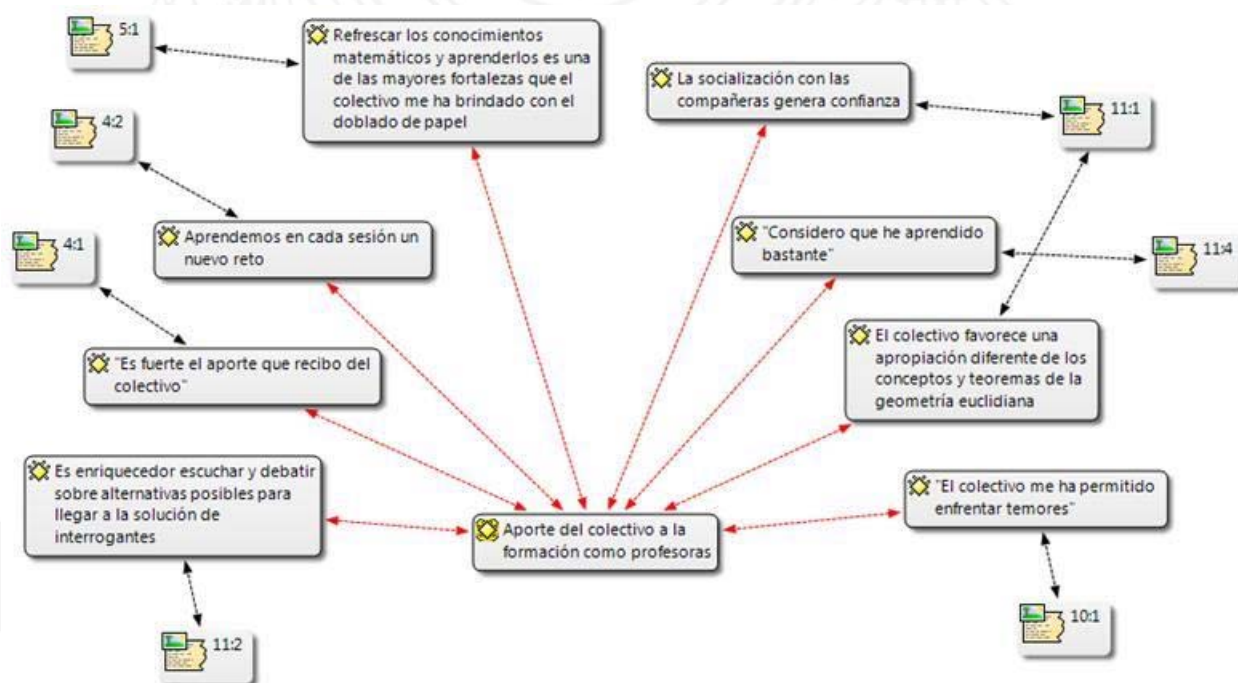 5:1
Refrescar los conocimientos
matemáticos y aprenderlos es una
de las mayores fortalezas que el
colectivo me ha brindado con el
doblado de papel
La socialización con las
compañeras genera confianza
11:1
4:2
Aprendemos en cada sesión un
nuevo reto
"Considero que he aprendido
bastante"
11:4
4:1
"Es fuerte el aporte que recibo del
colectivo"
El colectivo favorece una
apropiación diferente de los
conceptos y teoremas de la
geometría euclidiana
Es enriquecedor escuchar y debatir
sobre alternativas posibles para
llegar a la solución de
interrogantes
Aporte del colectivo a la
formación como profesoras
"El colectivo me ha permitido
enfrentar temores"
11:2
10:1